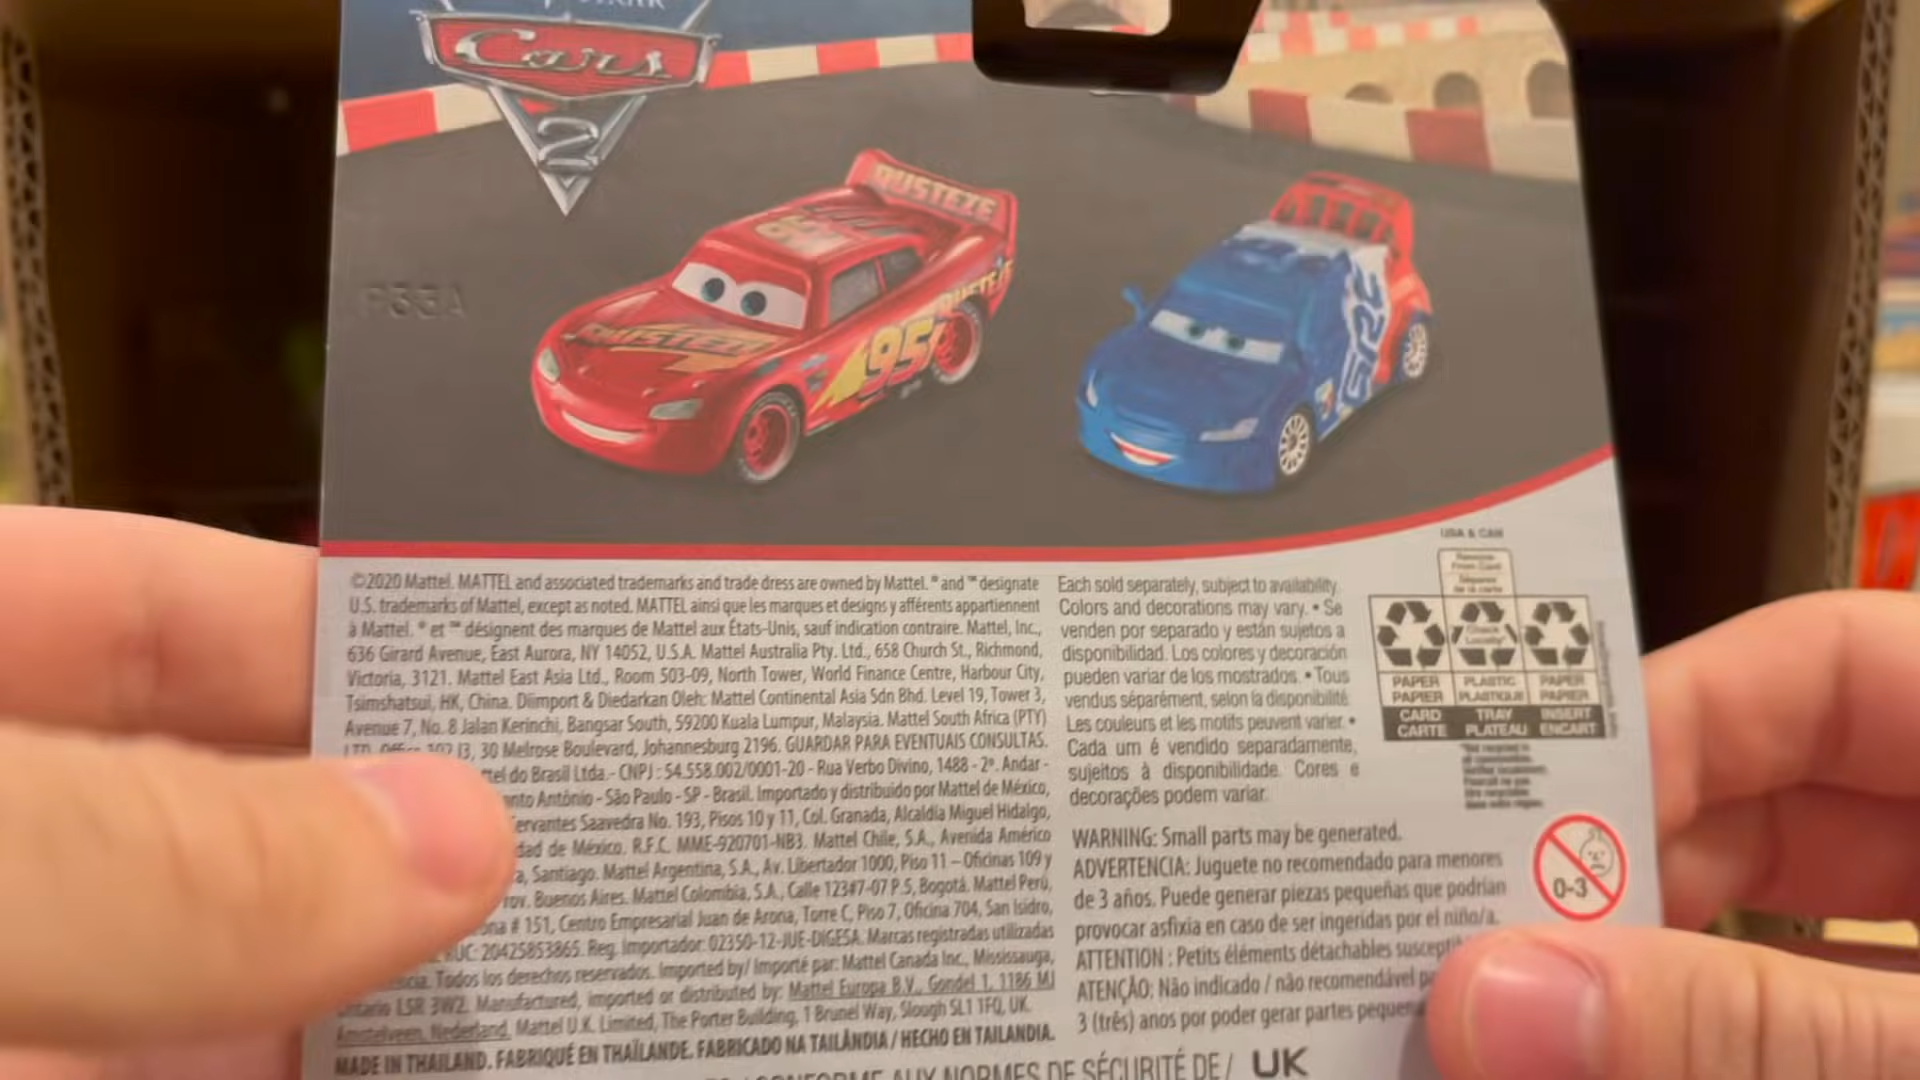 Cars
2
RUSTEZE
95
P33A
©2020 Mattel. MATTEL and associated trademarks and trade dress are owned by Mattel. ® and ™ designate
U.S. trademarks of Mattel, except as noted. MATTEL ainsi que les marques et designs y afférents appartiennent
à Mattel. ® et ™ désignent des marques de Mattel aux États-Unis, sauf indication contraire. Mattel, Inc.,
636 Girard Avenue, East Aurora, NY 14052, U.S.A. Mattel Australia Pty. Ltd., 658 Church St., Richmond,
Victoria, 3121. Mattel East Asia Ltd., Room 503-09, North Tower, World Finance Centre, Harbour City,
Tsimshatsui, HK, China. Diimport & Diedarkan Oleh: Mattel Continental Asia Sdn Bhd. Level 19, Tower 3,
Avenue 7, No. 8 Jalan Kerinchi, Bangsar South, 59200 Kuala Lumpur, Malaysia. Mattel South Africa (PTY)
LTD, Office 102 I3, 30 Melrose Boulevard, Johannesburg 2196. GUARDAR PARA EVENTUAIS CONSULTAS.
do Brasil Ltda.- CNPJ : 54.558.002/0001-20 - Rua Verbo Divino, 1488 - 2º. Andar -
Antônio - São Paulo - SP - Brasil. Importado y distribuido por Mattel de México,
Saavedra No. 193, Pisos 10 y 11, Col. Granada, Alcaldía Miguel Hidalgo,
de México. R.F.C. MME-920701-NB3. Mattel Chile, S.A., Avenida Américo
Santiago. Mattel Argentina, S.A., Av. Libertador 1000, Piso 11 – Oficinas 109 y
Buenos Aires. Mattel Colombia, S.A., Calle 123#7-07 P.5, Bogotá. Mattel Perú,
# 151, Centro Empresarial Juan de Arona, Torre C, Piso 7, Oficina 704, San Isidro,
RUC: 20425853865. Reg. Importador: 02350-12-JUE-DIGESA. Marcas registradas utilizadas
Todos los derechos reservados. Imported by/ Importé par: Mattel Canada Inc., Mississauga,
Ontario L5R 3W2. Manufactured, imported or distributed by: Mattel Europa B.V., Gondel 1, 1186 MJ
Amstelveen, Nederland. Mattel U.K. Limited, The Porter Building, 1 Brunel Way, Slough SL1 1FQ, UK.
MADE IN THAILAND. FABRIQUÉ EN THAÏLANDE. FABRICADO NA TAILÂNDIA / HECHO EN TAILANDIA.
Each sold separately, subject to availability.
Colors and decorations may vary. • Se
venden por separado y están sujetos a
disponibilidad. Los colores y decoración
pueden variar de los mostrados. • Tous
vendus séparément, selon la disponibilité.
Les couleurs et les motifs peuvent varier. •
Cada um é vendido separadamente,
sujeitos à disponibilidade. Cores e
decorações podem variar.
WARNING: Small parts may be generated.
ADVERTENCIA: Juguete no recomendado para menores
de 3 años. Puede generar piezas pequeñas que podrían
provocar asfixia en caso de ser ingeridas por el niño/a.
ATTENTION : Petits éléments détachables
ATENÇÃO: Não indicado / não recomendável
3 (três) anos por poder gerar partes
CONFORME AUX NORMES DE SÉCURITÉ DE / UK
USA & CAN
PAPER PLASTIC PAPER
PAPIER PLASTIQUE PAPIER
CARD TRAY INSERT
CARTE PLATEAU ENCART
0-3